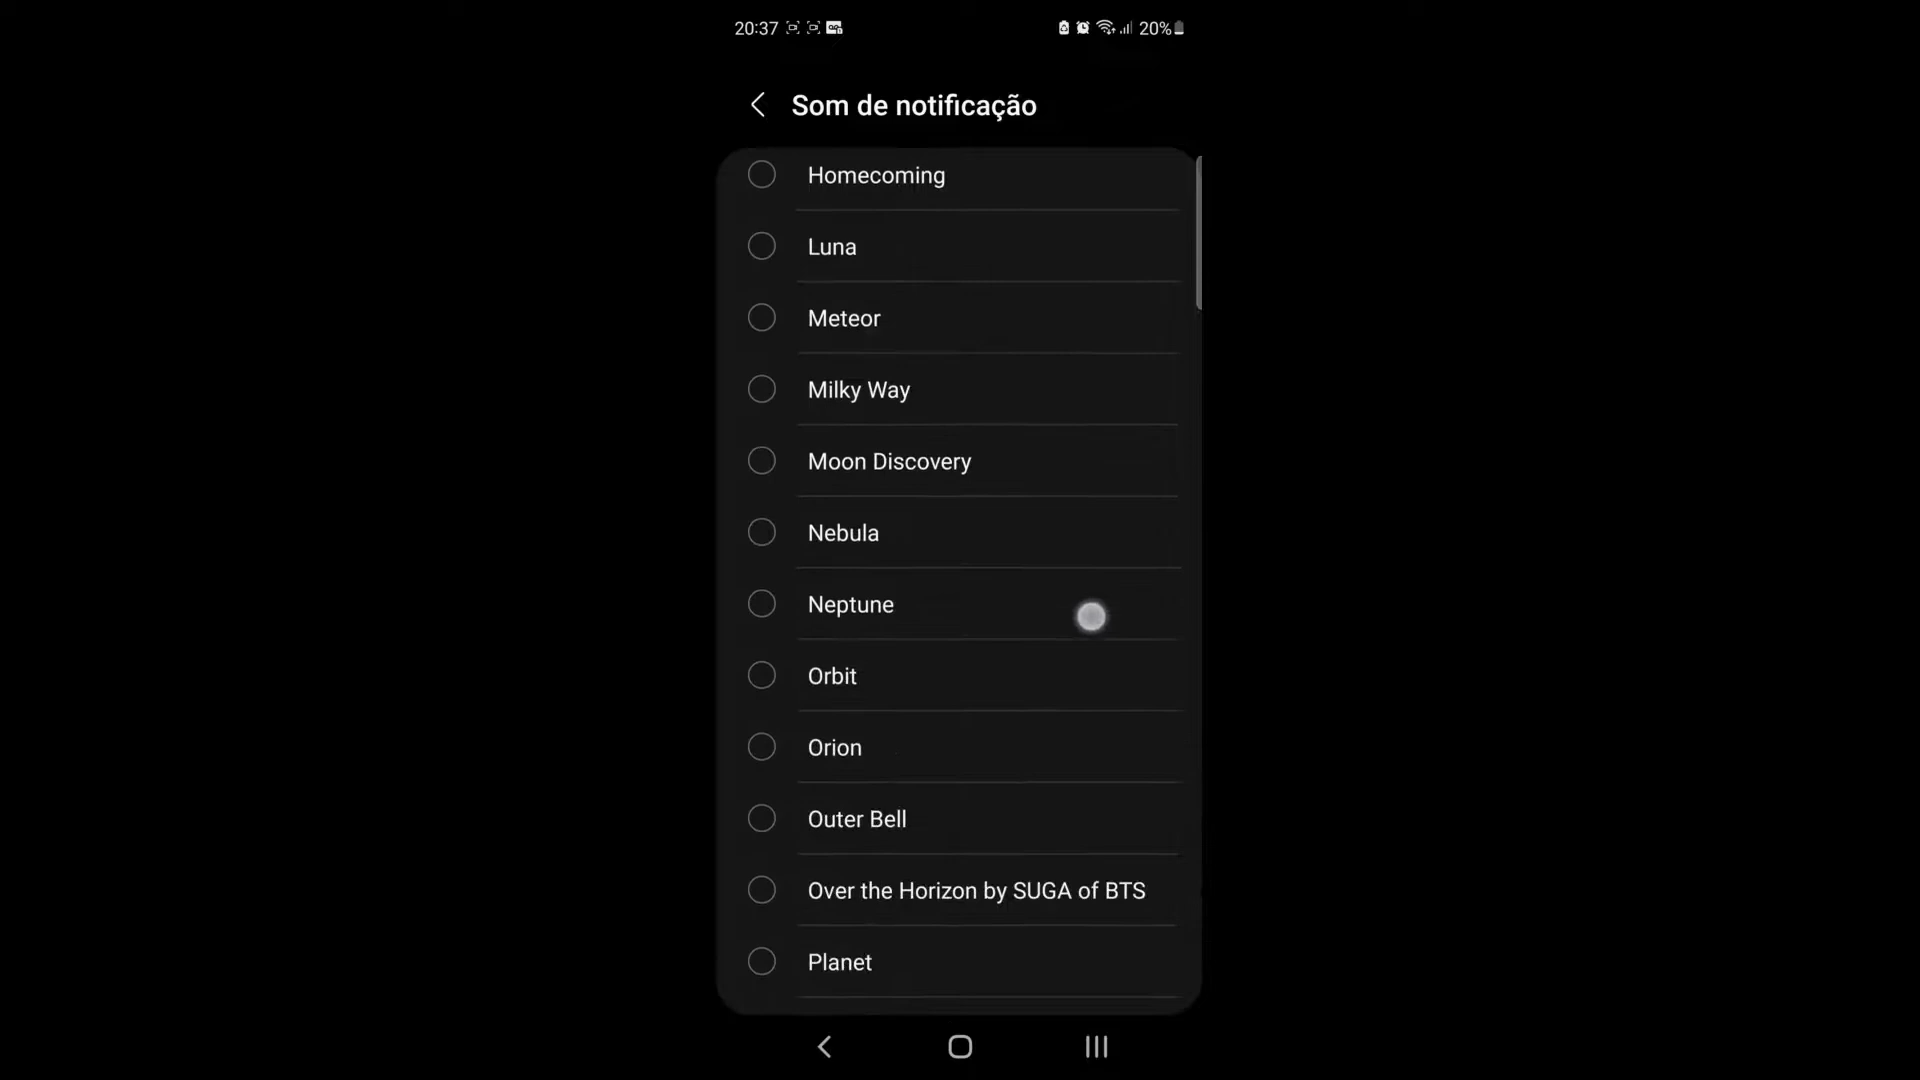 20:37
20%
Som de notificação
Homecoming
Luna
Meteor
Milky Way
Moon Discovery
Nebula
Neptune
Orbit
Orion
Outer Bell
Over the Horizon by SUGA of BTS
Planet